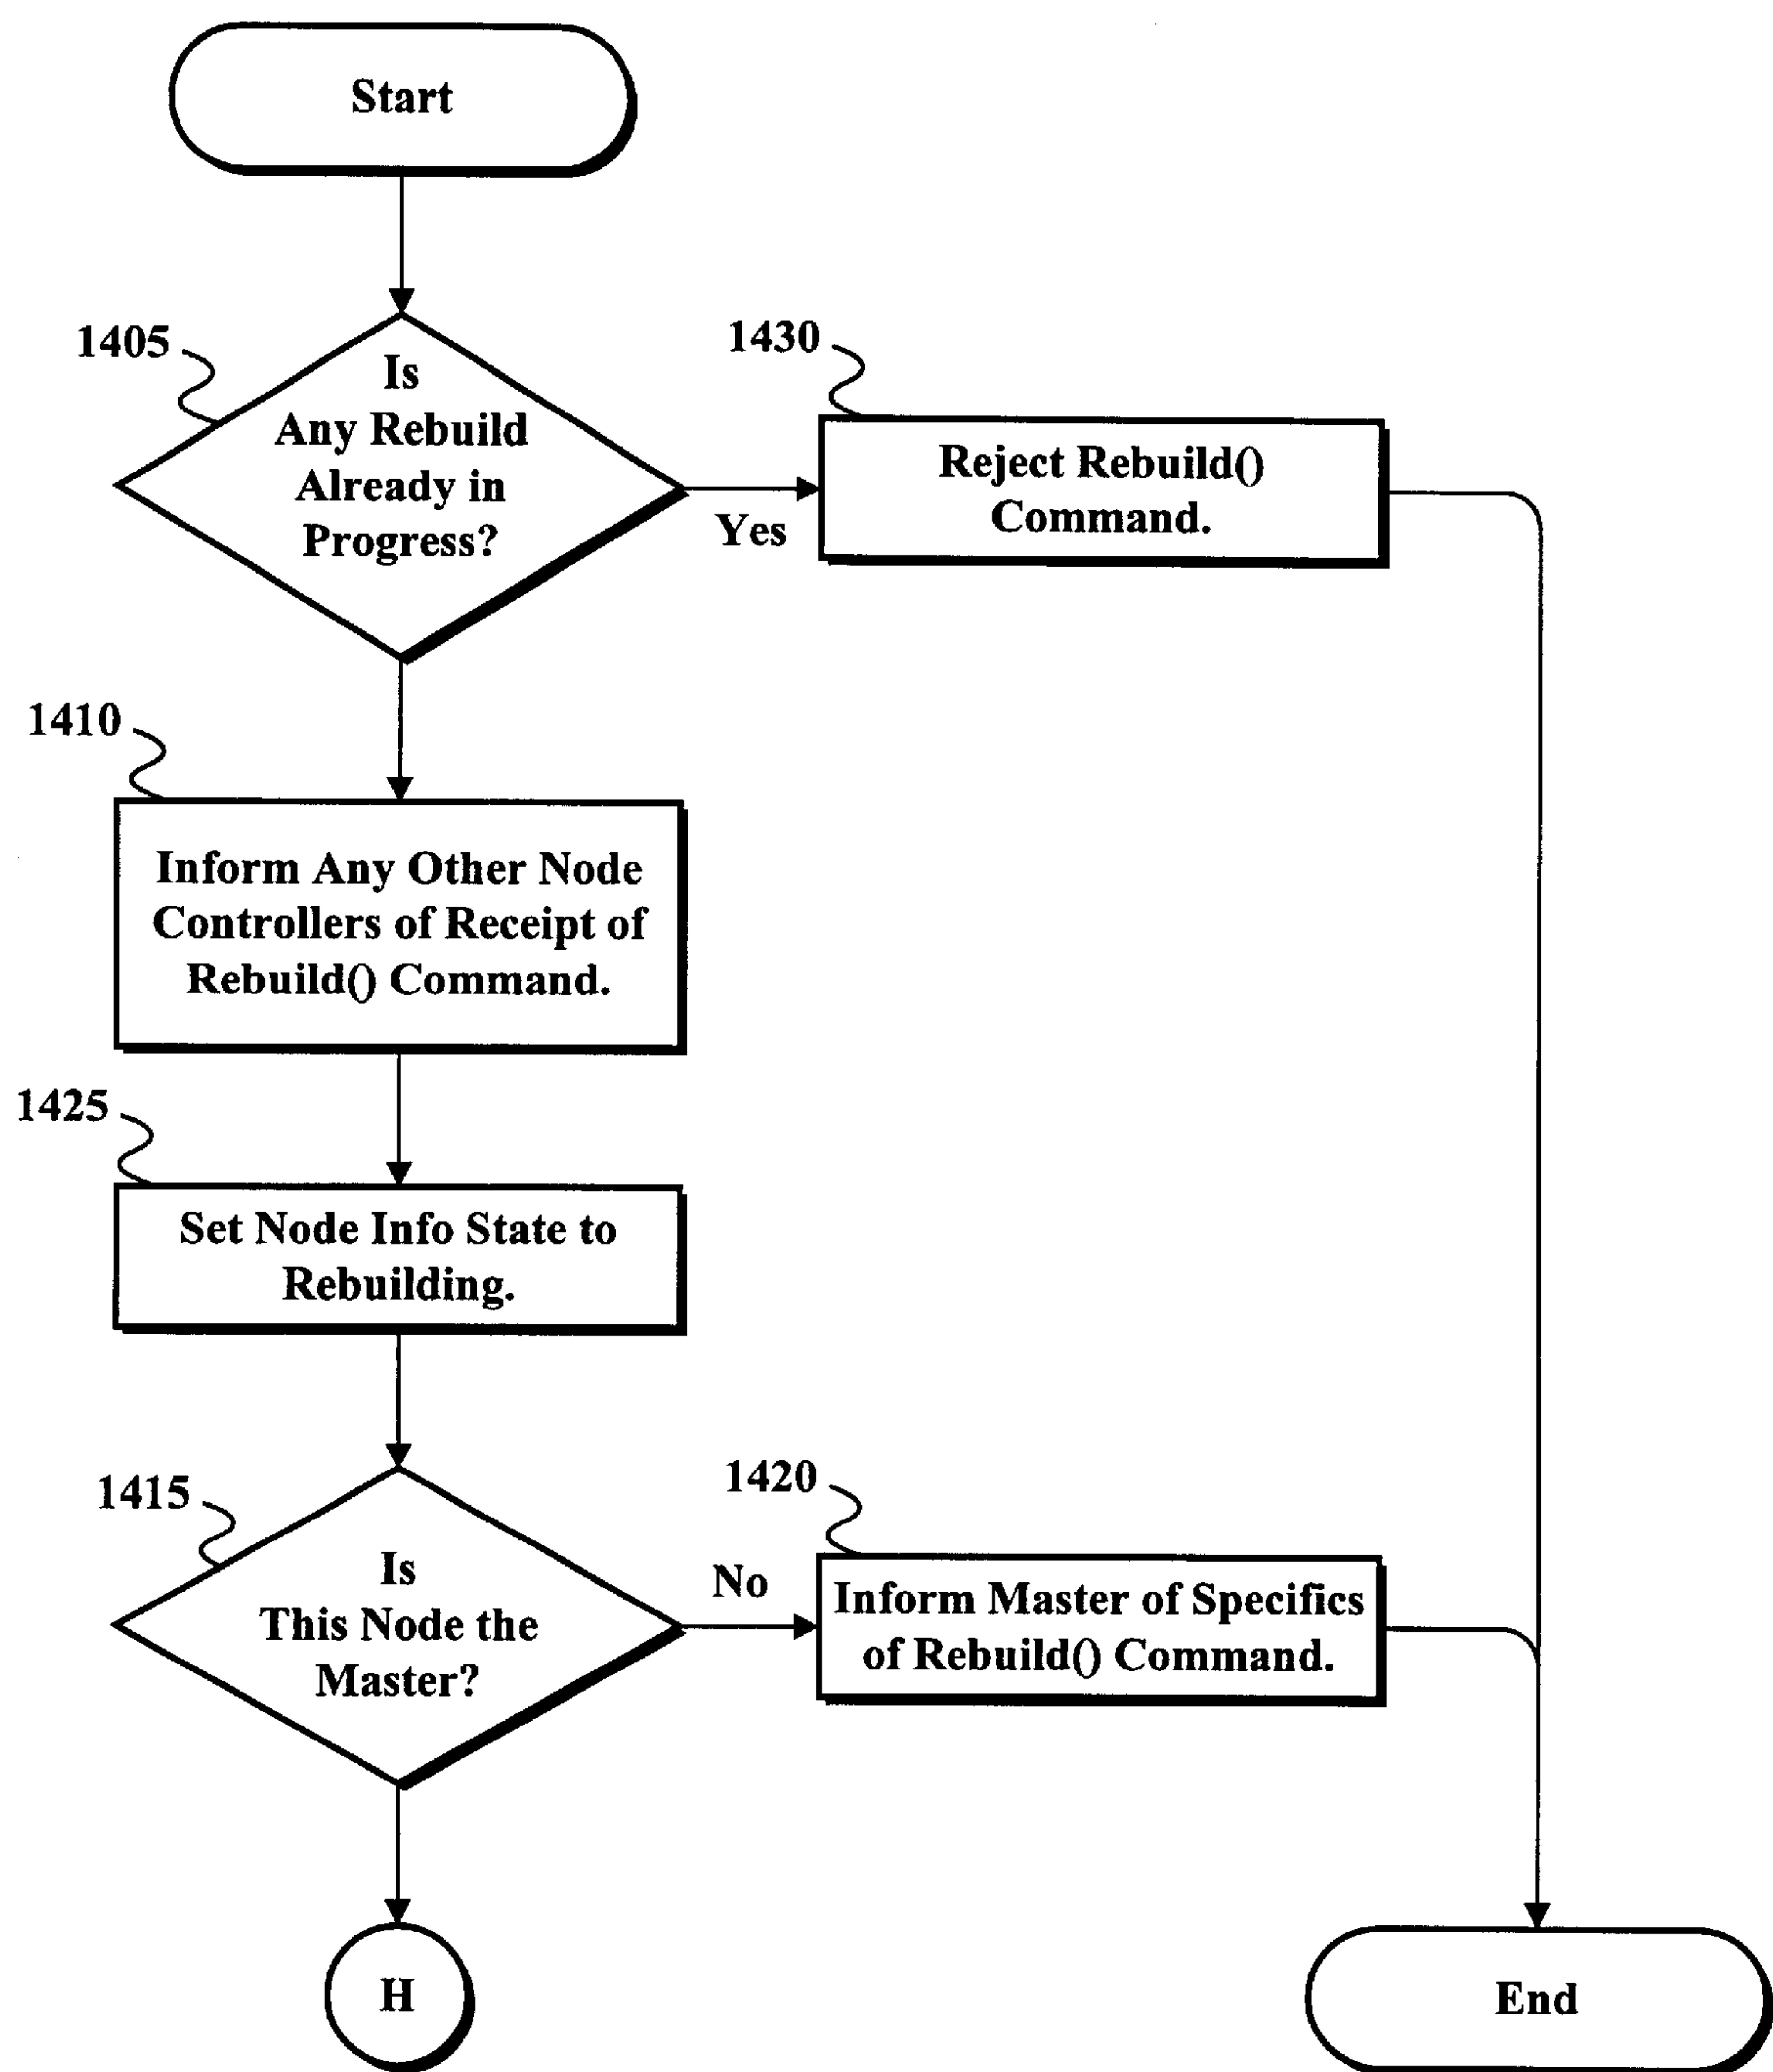 Start
1405
Is
Any Rebuild
Already in
Progress?
Yes
1430
Reject Rebuild()
Command.
1410
Inform Any Other Node
Controllers of Receipt of
Rebuild() Command.
1425
Set Node Info State to
Rebuilding.
1415
Is
This Node the
Master?
No
1420
Inform Master of Specifics
of Rebuild() Command.
H
End